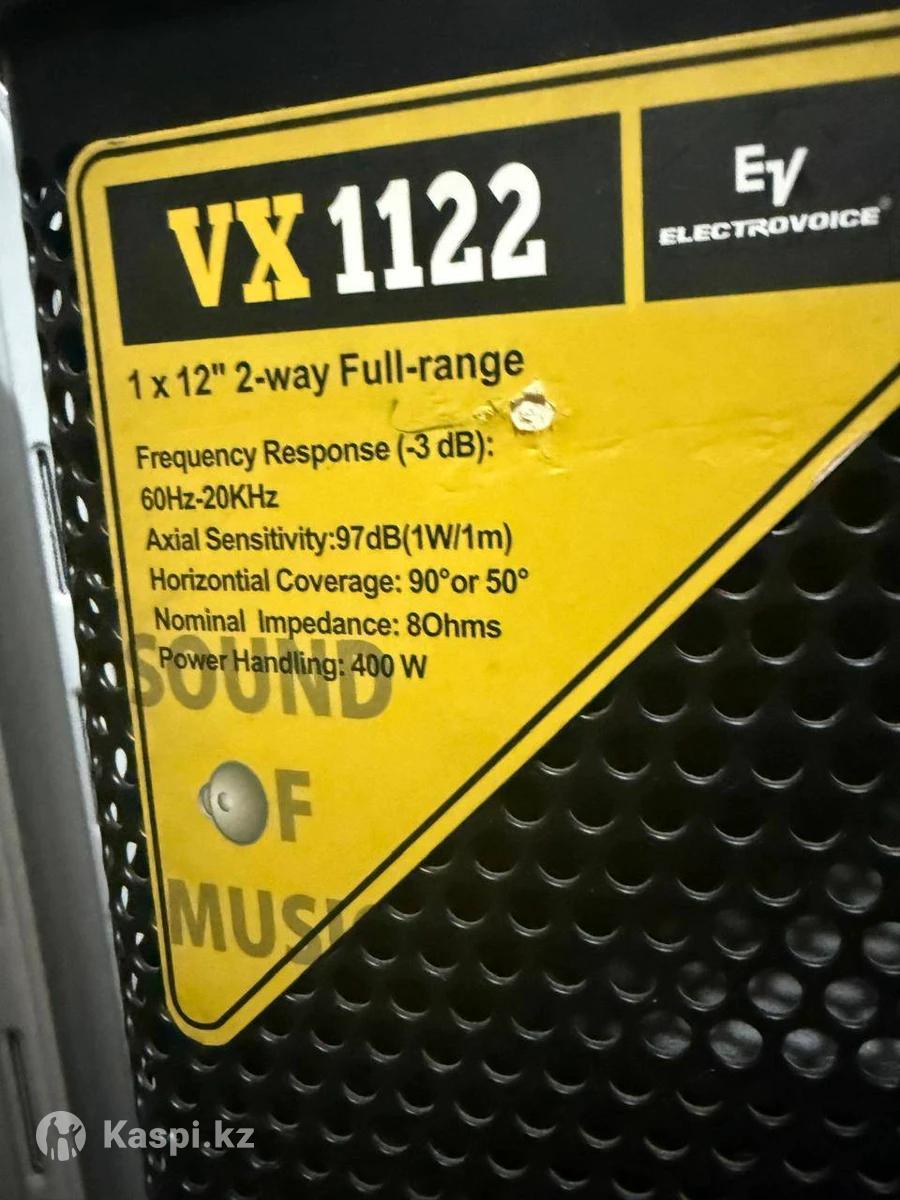 VX 1122
EV
ELECTROVOICE®
1 x 12" 2-way Full-range
Frequency Response (-3 dB):
60Hz-20KHz
Axial Sensitivity:97dB(1W/1m)
Horizontial Coverage: 90°or 50°
Nominal Impedance: 8Ohms
Power Handling: 400 W
SOUND
OF
MUSIC
Kaspi.kz